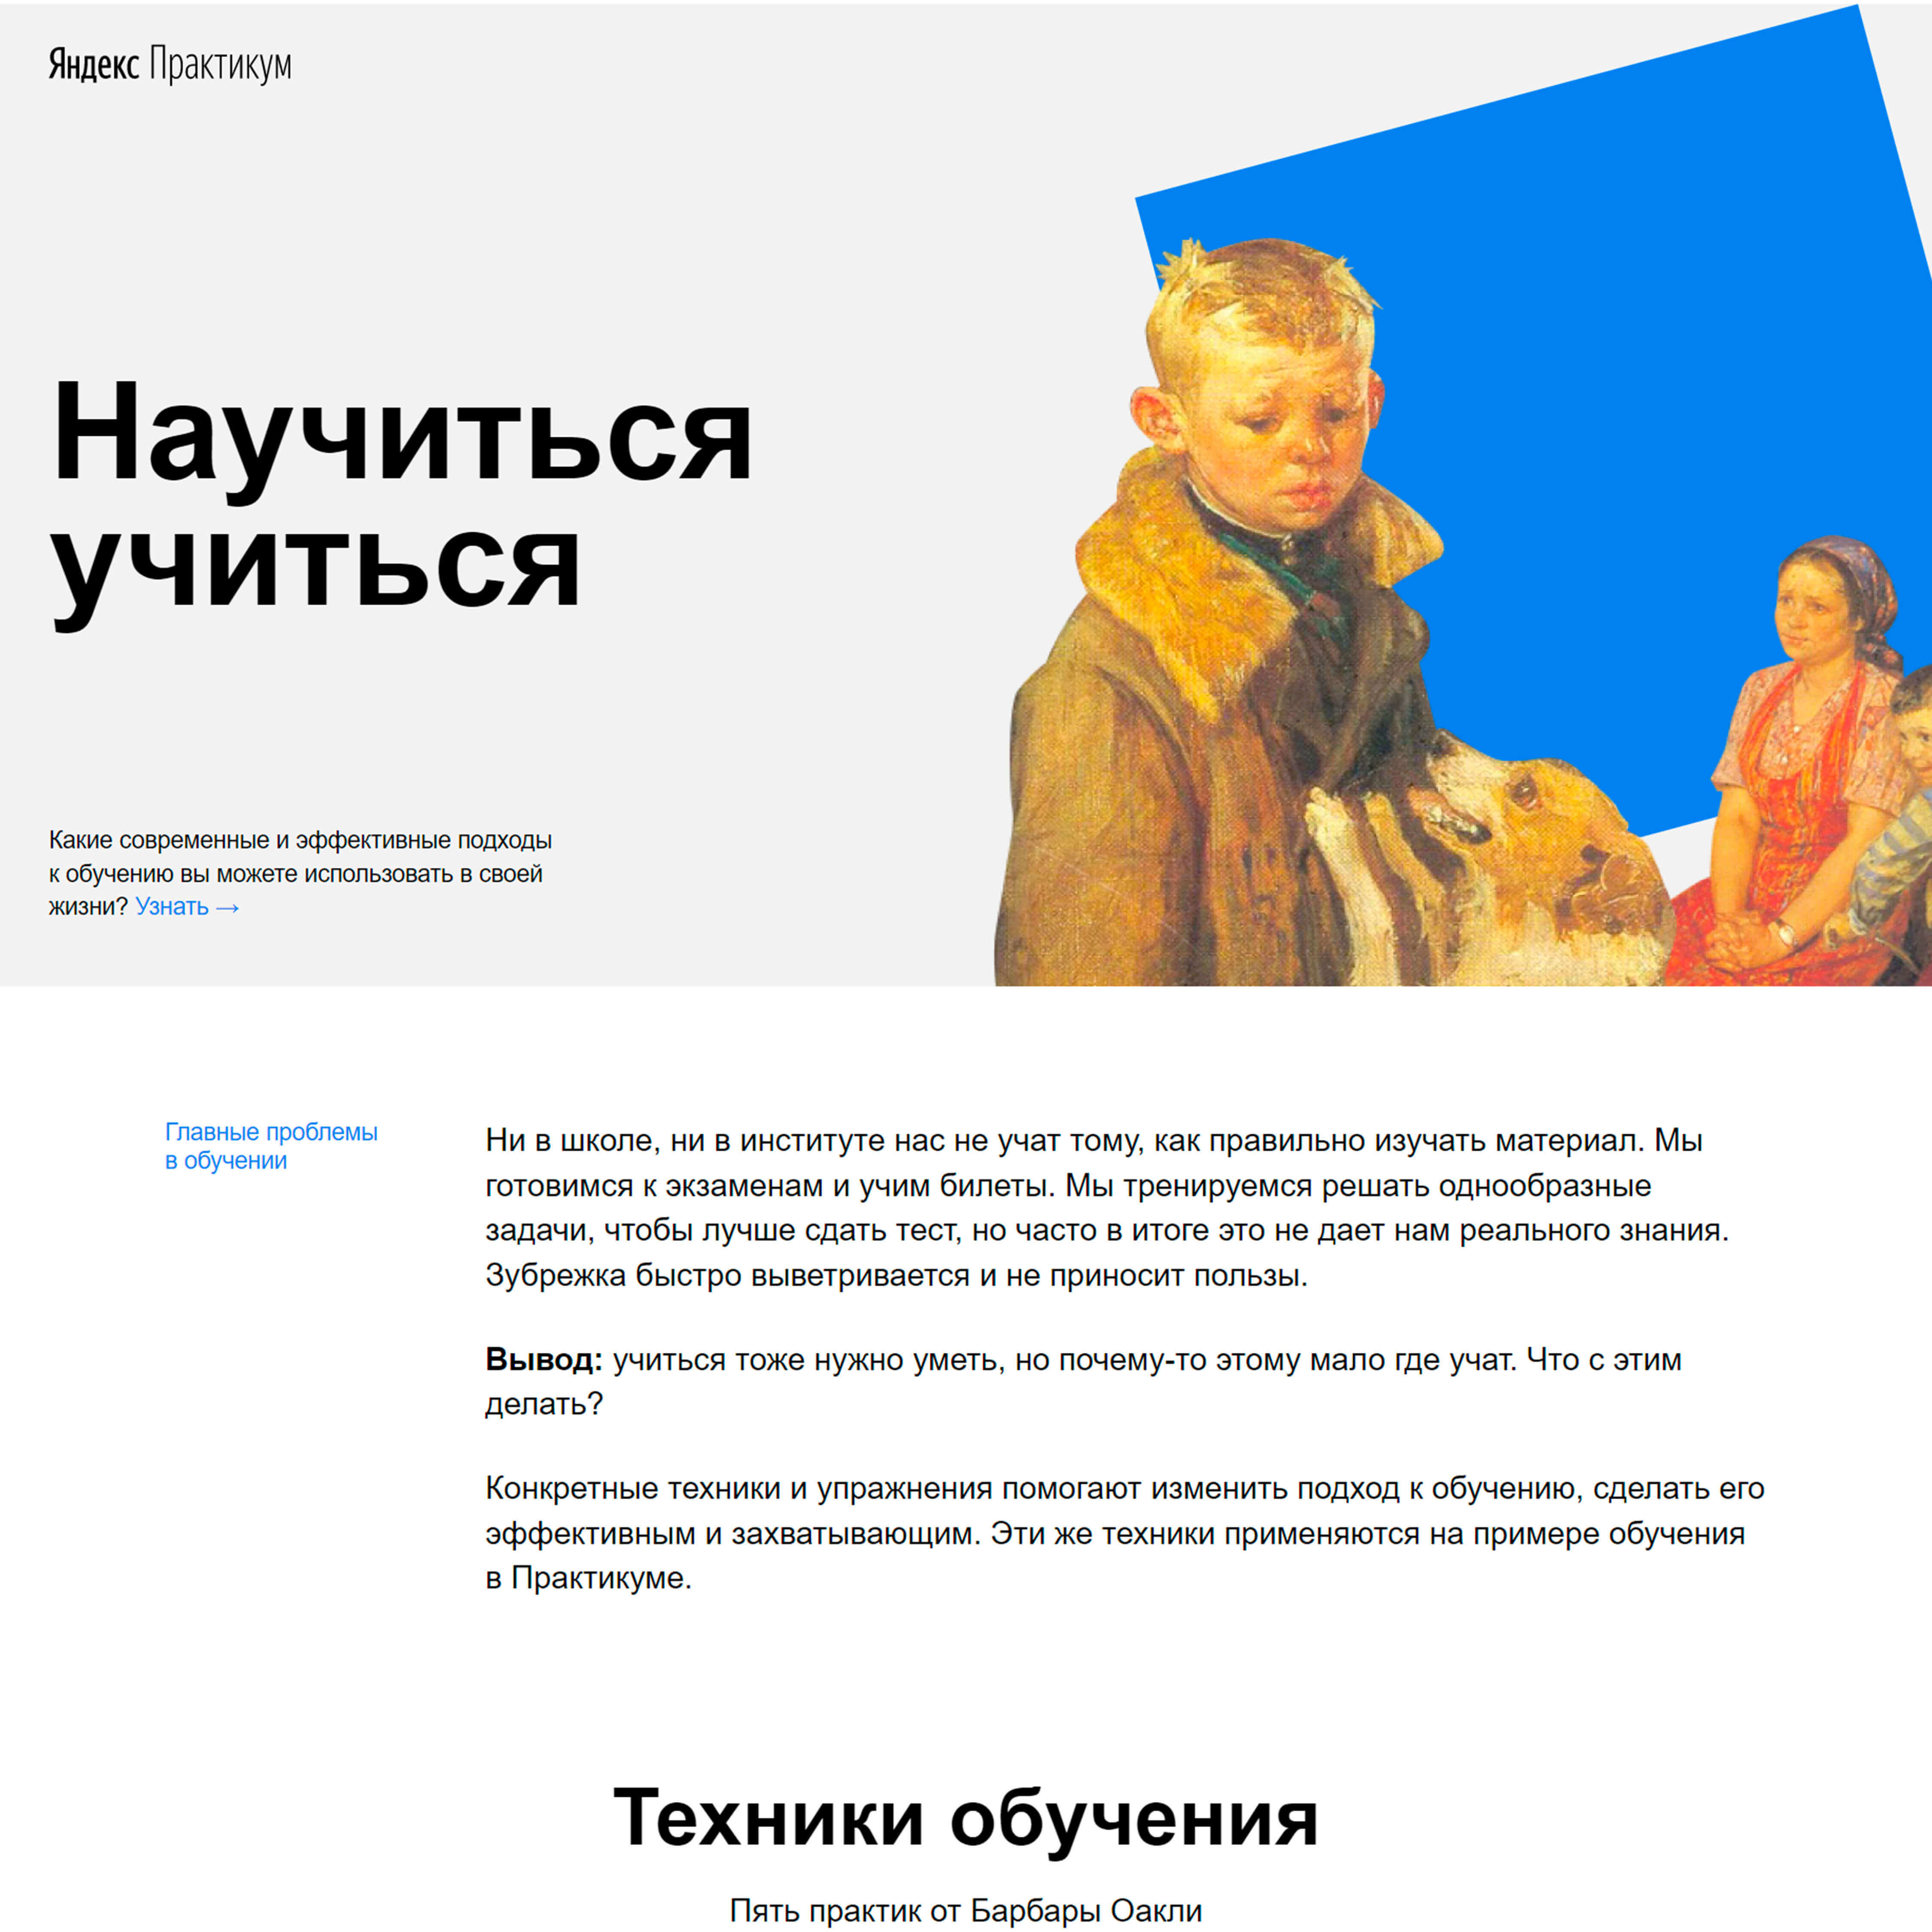 Яндекс Практикум
Научиться
учиться
Какие современные и эффективные подходы
к обучению вы можете использовать в своей
жизни? Узнать →
Главные проблемы
в обучении
Ни в школе, ни в институте нас не учат тому, как правильно изучать материал. Мы
готовимся к экзаменам и учим билеты. Мы тренируемся решать однообразные
задачи, чтобы лучше сдать тест, но часто в итоге это не дает нам реального знания.
Зубрежка быстро выветривается и не приносит пользы.
Вывод: учиться тоже нужно уметь, но почему-то этому мало где учат. Что с этим
делать?
Конкретные техники и упражнения помогают изменить подход к обучению, сделать его
эффективным и захватывающим. Эти же техники применяются на примере обучения
в Практикуме.
Техники обучения
Пять практик от Барбары Оакли